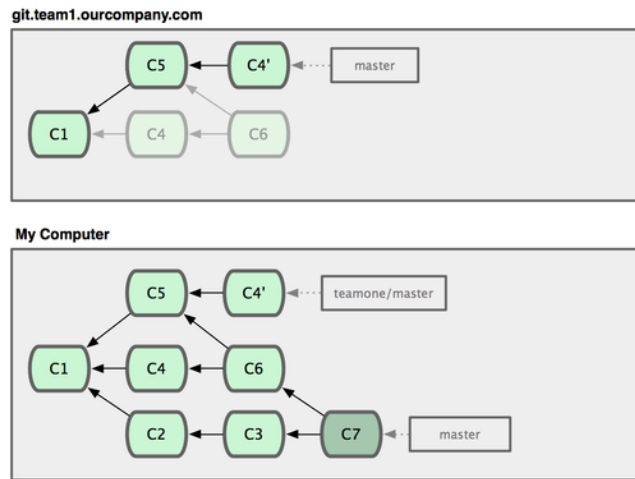 git.team1.ourcompany.com
C5 C4' master
C1 C4 C6
My Computer
C5 C4' teamone/master
C1 C4 C6
C2 C3 C7 master